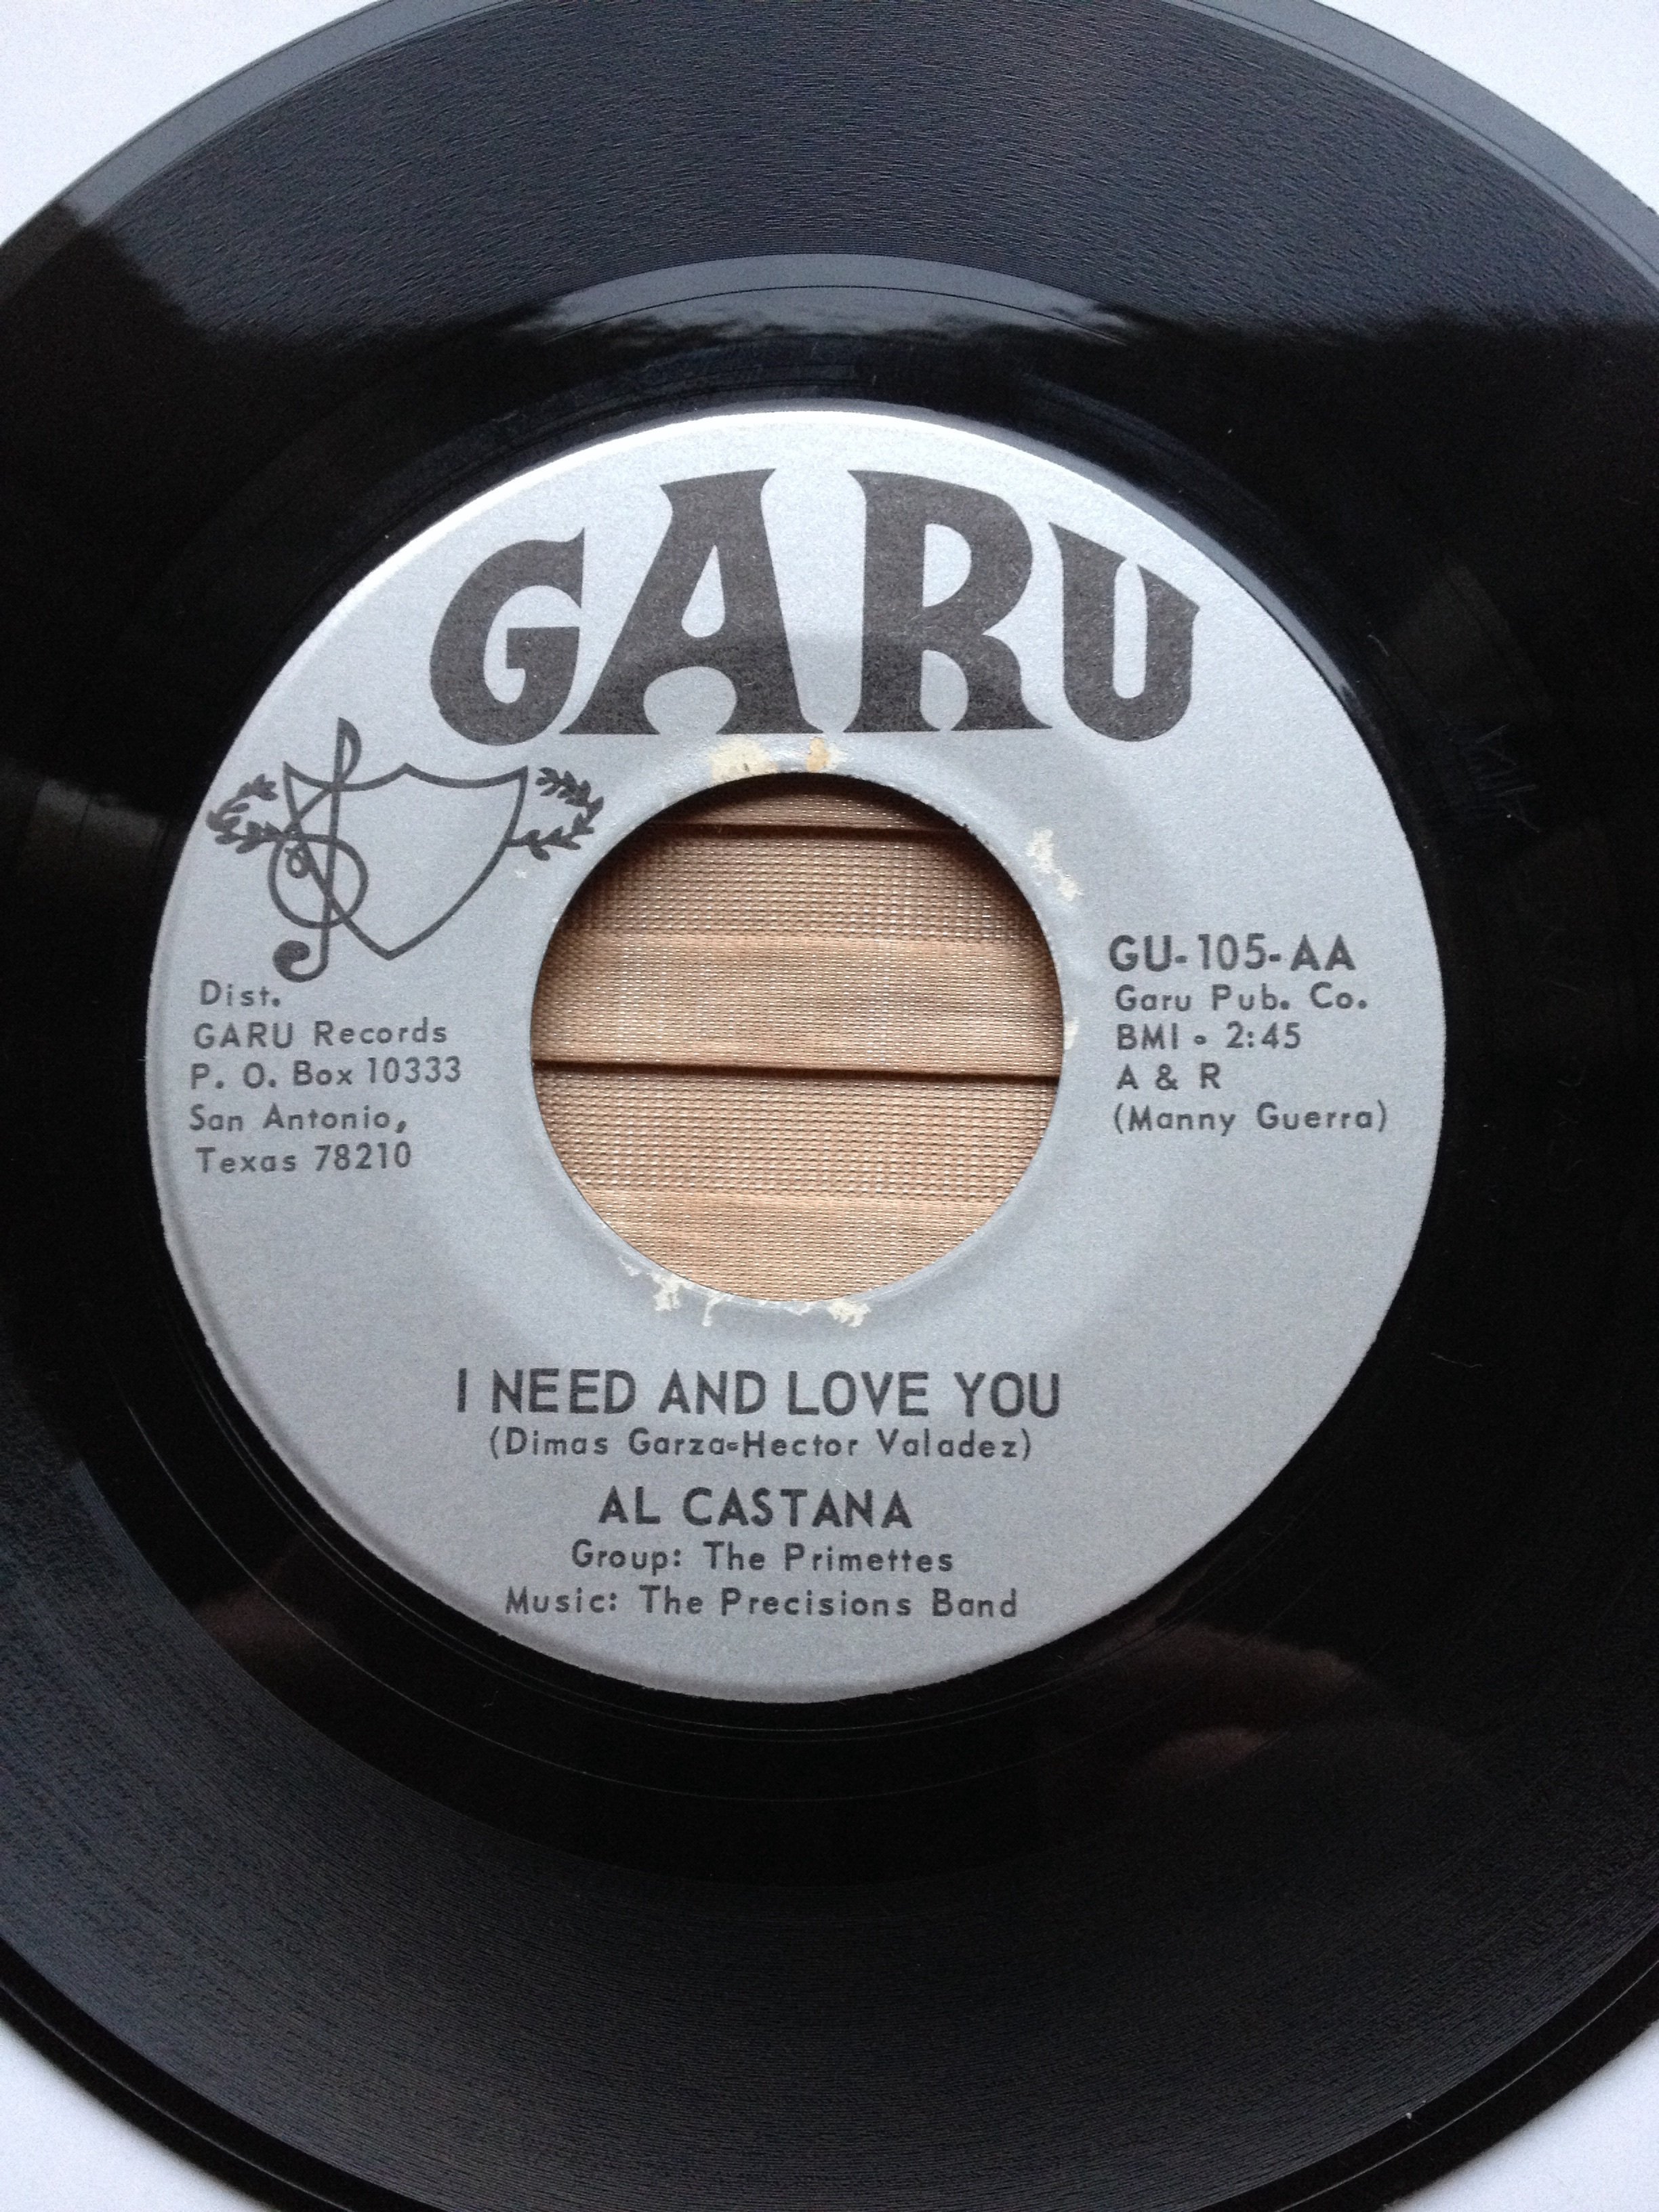 GARU
Dist.
GARU Records
P. O. Box 10333
San Antonio,
Texas 78210
GU-105-AA
Garu Pub. Co.
BMI • 2:45
A & R
(Manny Guerra)
I NEED AND LOVE YOU
(Dimas Garza-Hector Valadez)
AL CASTANA
Group: The Primettes
Music: The Precisions Band